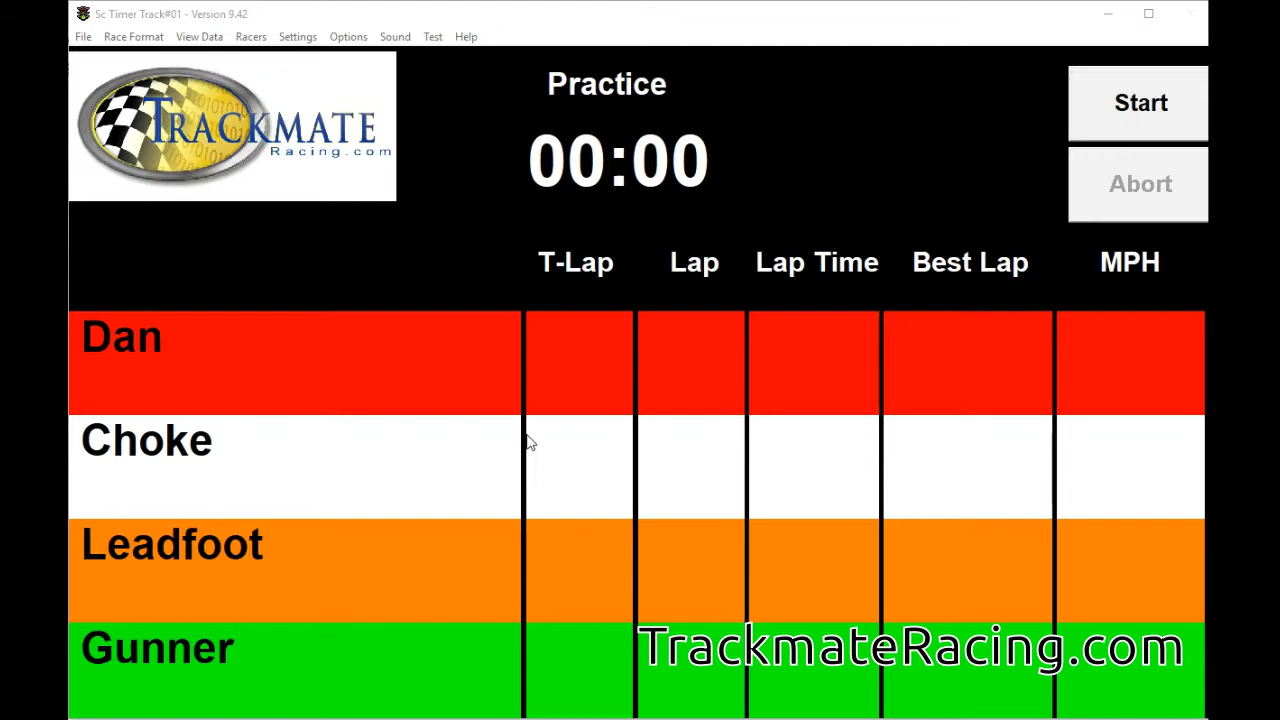 Sc Timer Track#01 - Version 9.42
File Race Format View Data Racers Settings Options Sound Test Help
TRACKMATE
Racing.com
Practice
00:00
Start
Abort
T-Lap Lap Lap Time Best Lap MPH
Dan
Choke
Leadfoot
Gunner
TrackmateRacing.com